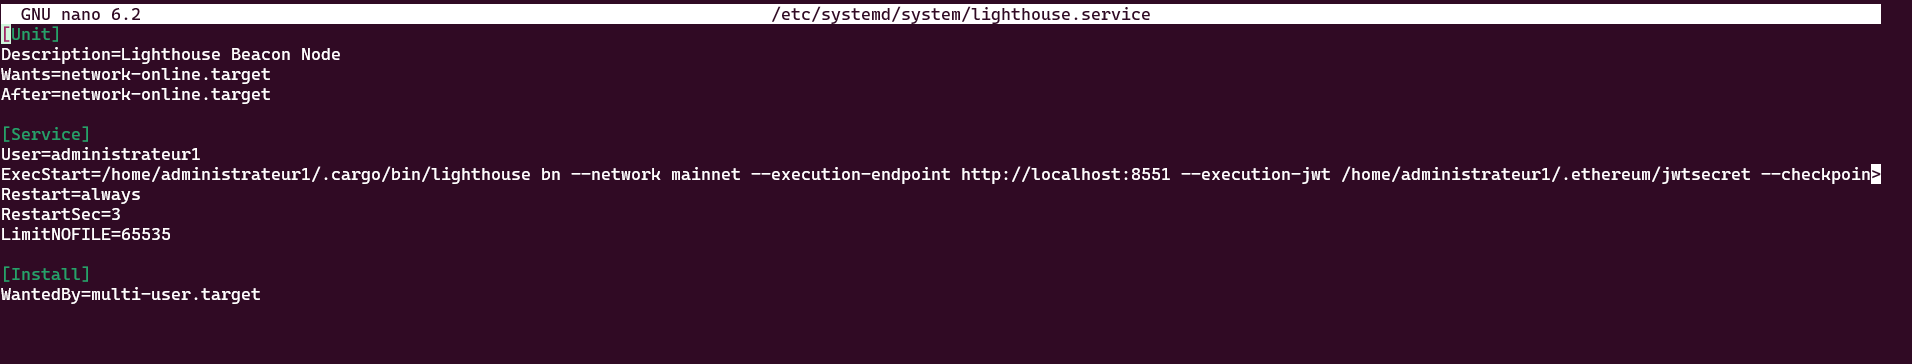 GNU nano 6.2 /etc/systemd/system/lighthouse.service
[Unit]
Description=Lighthouse Beacon Node
Wants=network-online.target
After=network-online.target
[Service]
User=administrateur1
ExecStart=/home/administrateur1/.cargo/bin/lighthouse bn --network mainnet --execution-endpoint http://localhost:8551 --execution-jwt /home/administrateur1/.ethereum/jwtsecret --checkpoin>
Restart=always
RestartSec=3
LimitNOFILE=65535
[Install]
WantedBy=multi-user.target